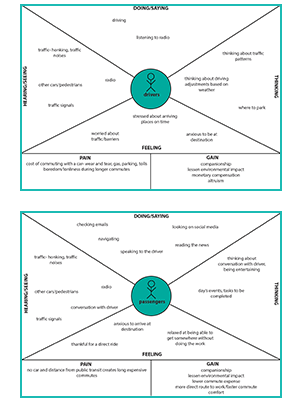 DOING/SAYING
driving
listening to radio
traffic- honking, traffic
noises
thinking about traffic
patterns
HEARING/SEEING
radio
other cars/pedestrians
thinking about driving
adjustments based on
weather
THINKING
drivers
traffic signals
where to park
stressed about arriving
places on time
worried about
traffic/barriers
anxious to be at
destination
FEELING
PAIN
cost of commuting with a car- wear and tear, gas, parking, tolls
boredom/tiredness during longer commutes
GAIN
companionship
lessen environmental impact
monetary compensation
altruism
DOING/SAYING
checking emails
looking on social media
navigating
reading the news
speaking to the driver
traffic- honking, traffic
noises
thinking about
conversation with driver,
being entertaining
HEARING/SEEING
radio
other cars/pedestrians
day's events, tasks to be
completed
THINKING
passengers
conversation with driver
traffic signals
anxious to arrive at
destination
relaxed at being able to
get somewhere without
doing the work
thankful for a direct ride
FEELING
PAIN
no car and distance from public transit creates long expensive
commutes
GAIN
companionship
lessen environmental impact
lower commute expense
more direct route to work/faster commute
comfort